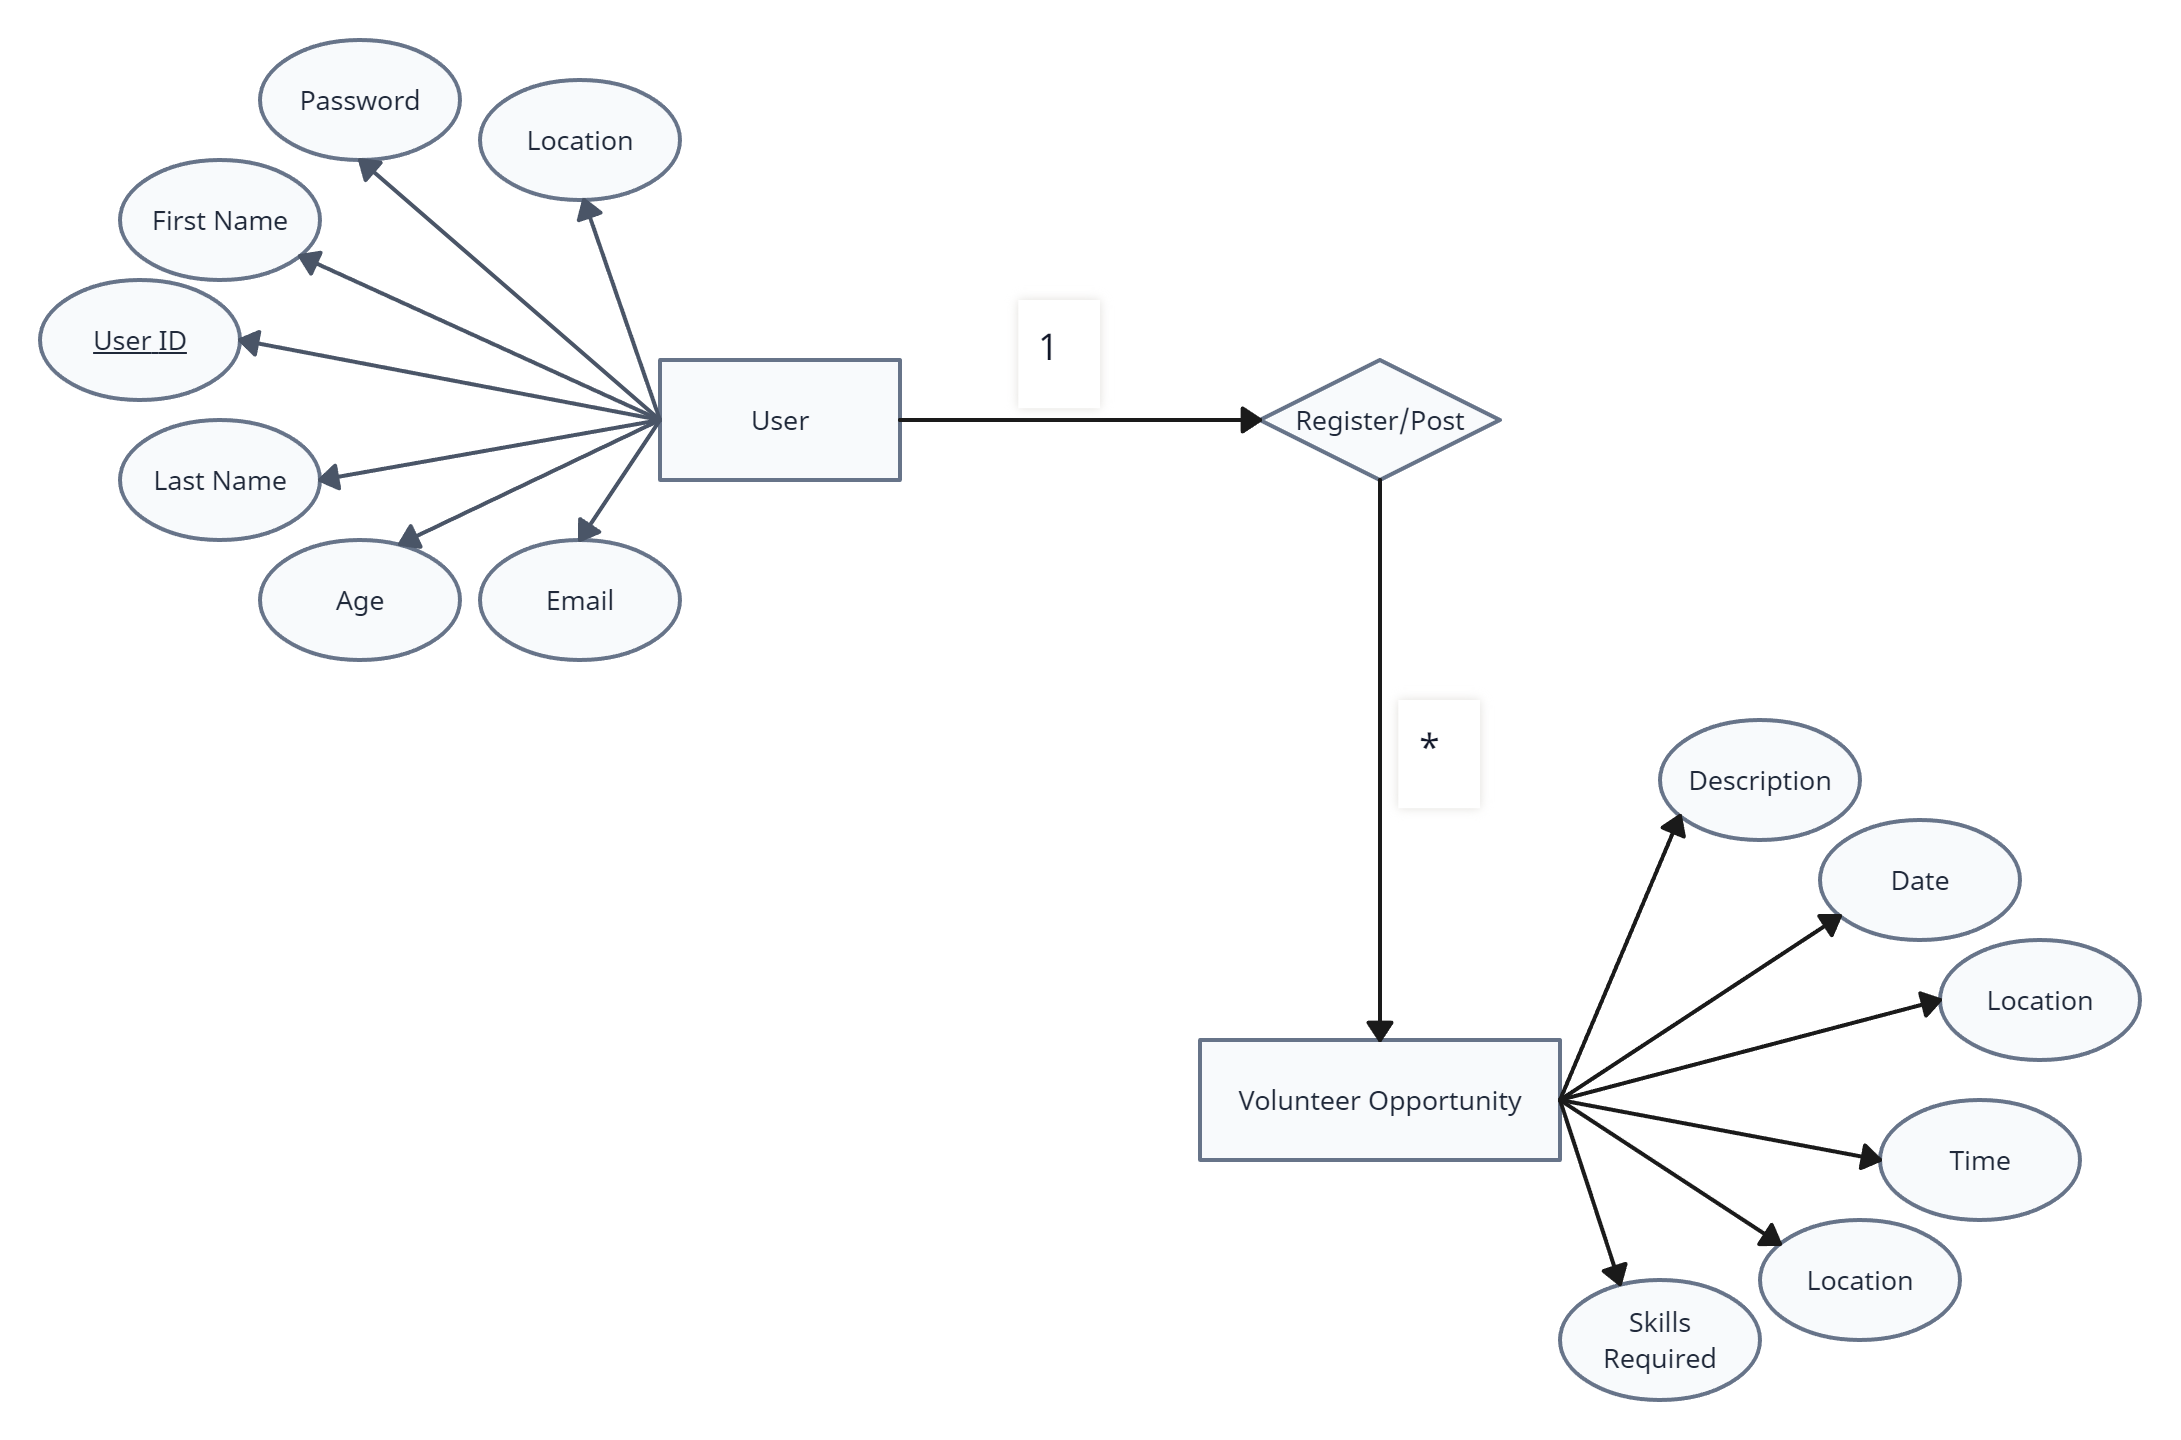 Password
Location
First Name
User ID
Last Name
Age
Email
User
1
Register/Post
*
Description
Date
Location
Volunteer Opportunity
Time
Location
Skills
Required